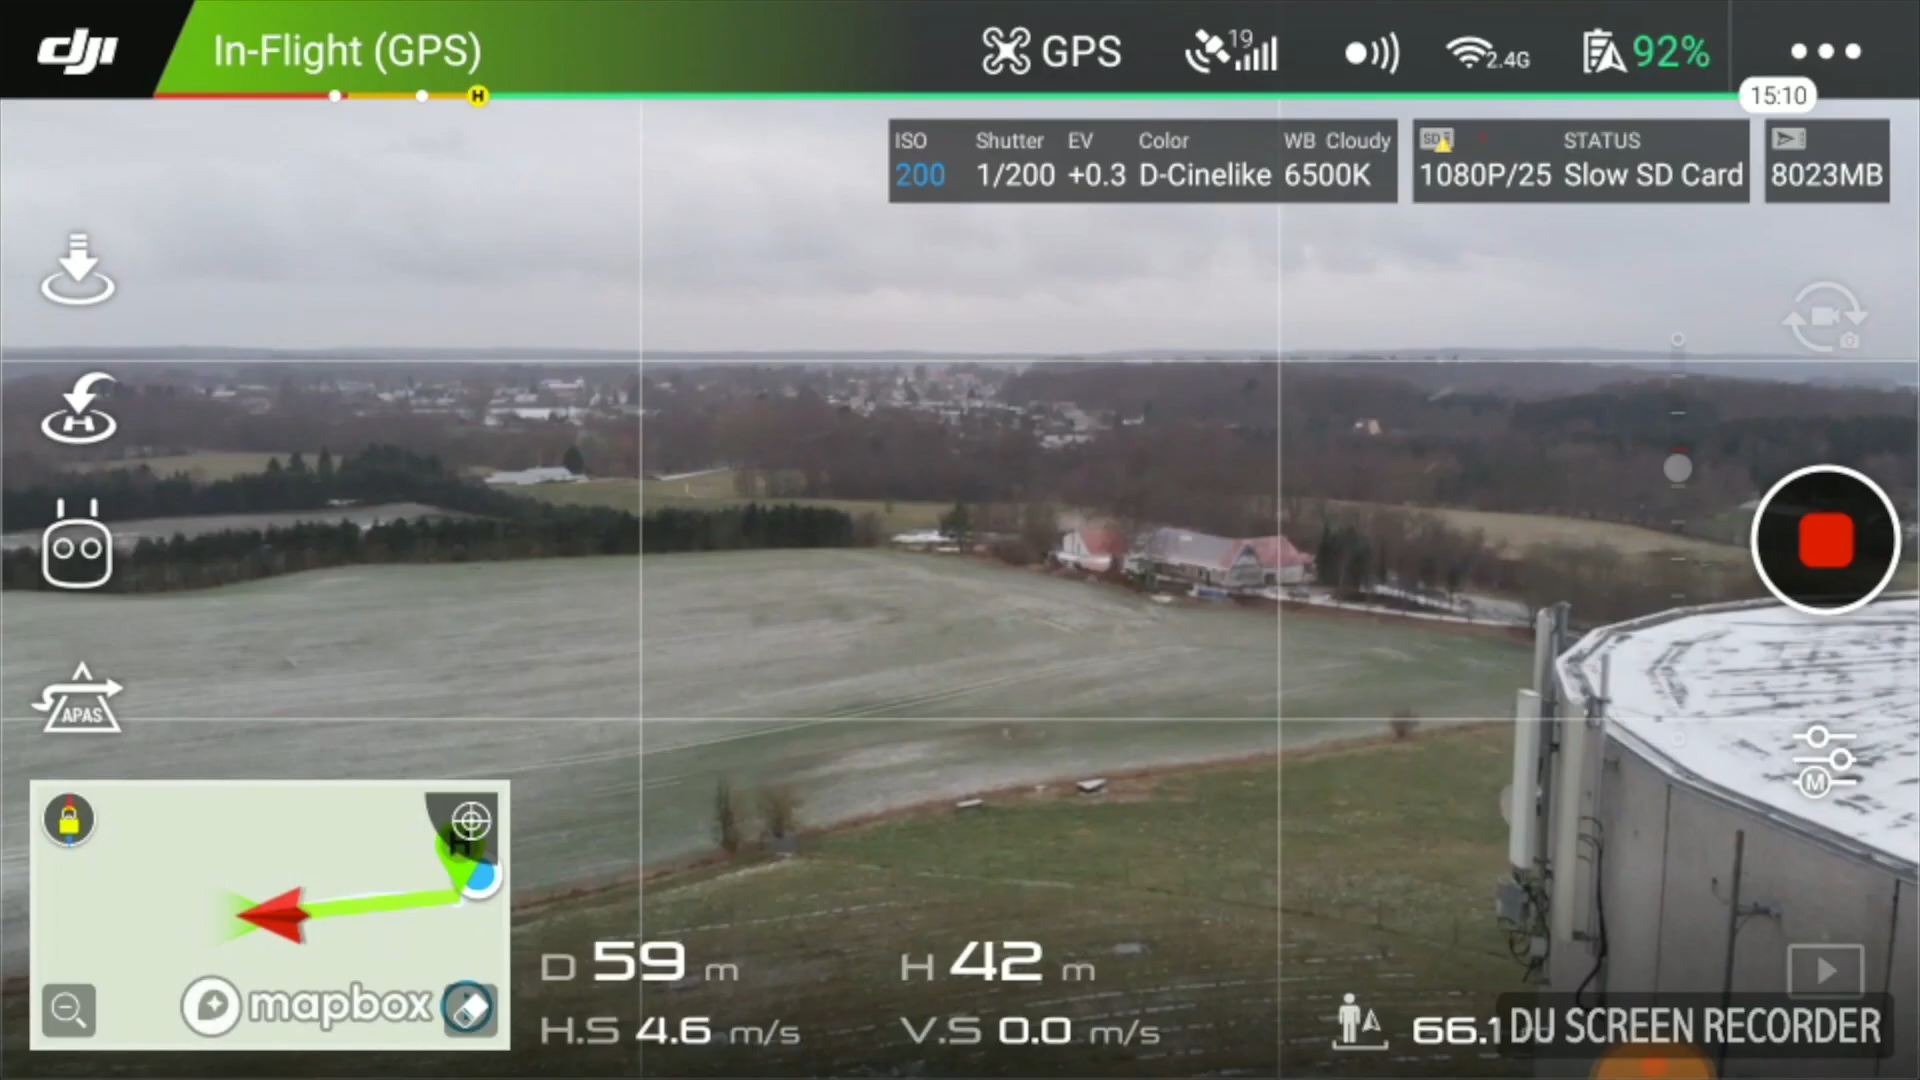 dji In-Flight (GPS) GPS 19 2.4G 92%
H 15:10
ISO Shutter EV Color WB Cloudy STATUS
200 1/200 +0.3 D-Cinelike 6500K 1080P/25 Slow SD Card 8023MB
SD
H
APAS
M
H
D 59 m H 42 m
mapbox
H.S 4.6 m/s V.S 0.0 m/s 66.1 DU SCREEN RECORDER